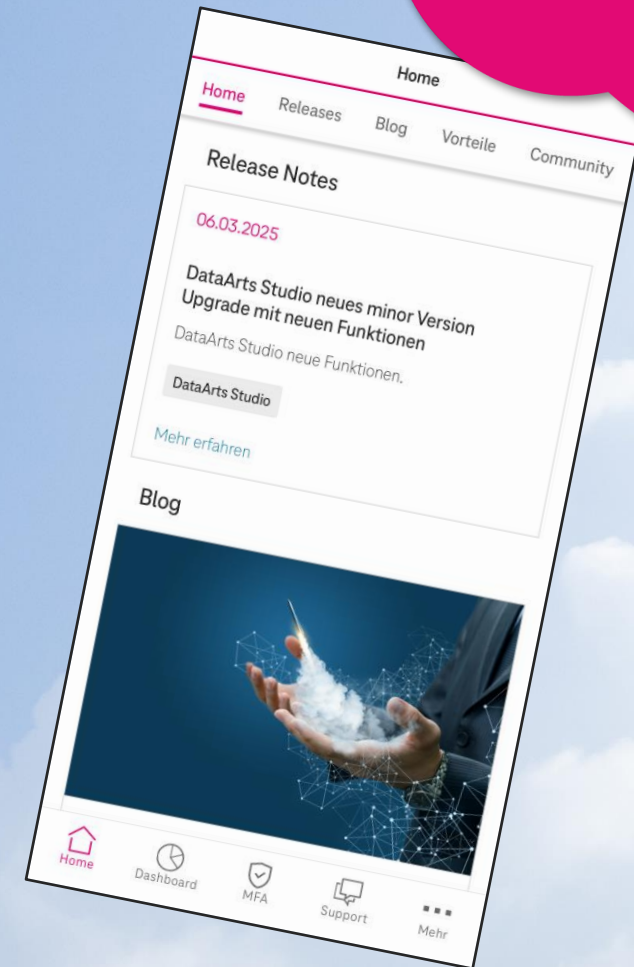 Home
Home Releases Blog Vorteile Community
Release Notes
06.03.2025
DataArts Studio neues minor Version
Upgrade mit neuen Funktionen
DataArts Studio neue Funktionen.
DataArts Studio
Mehr erfahren
Blog
Home Dashboard MFA Support Mehr